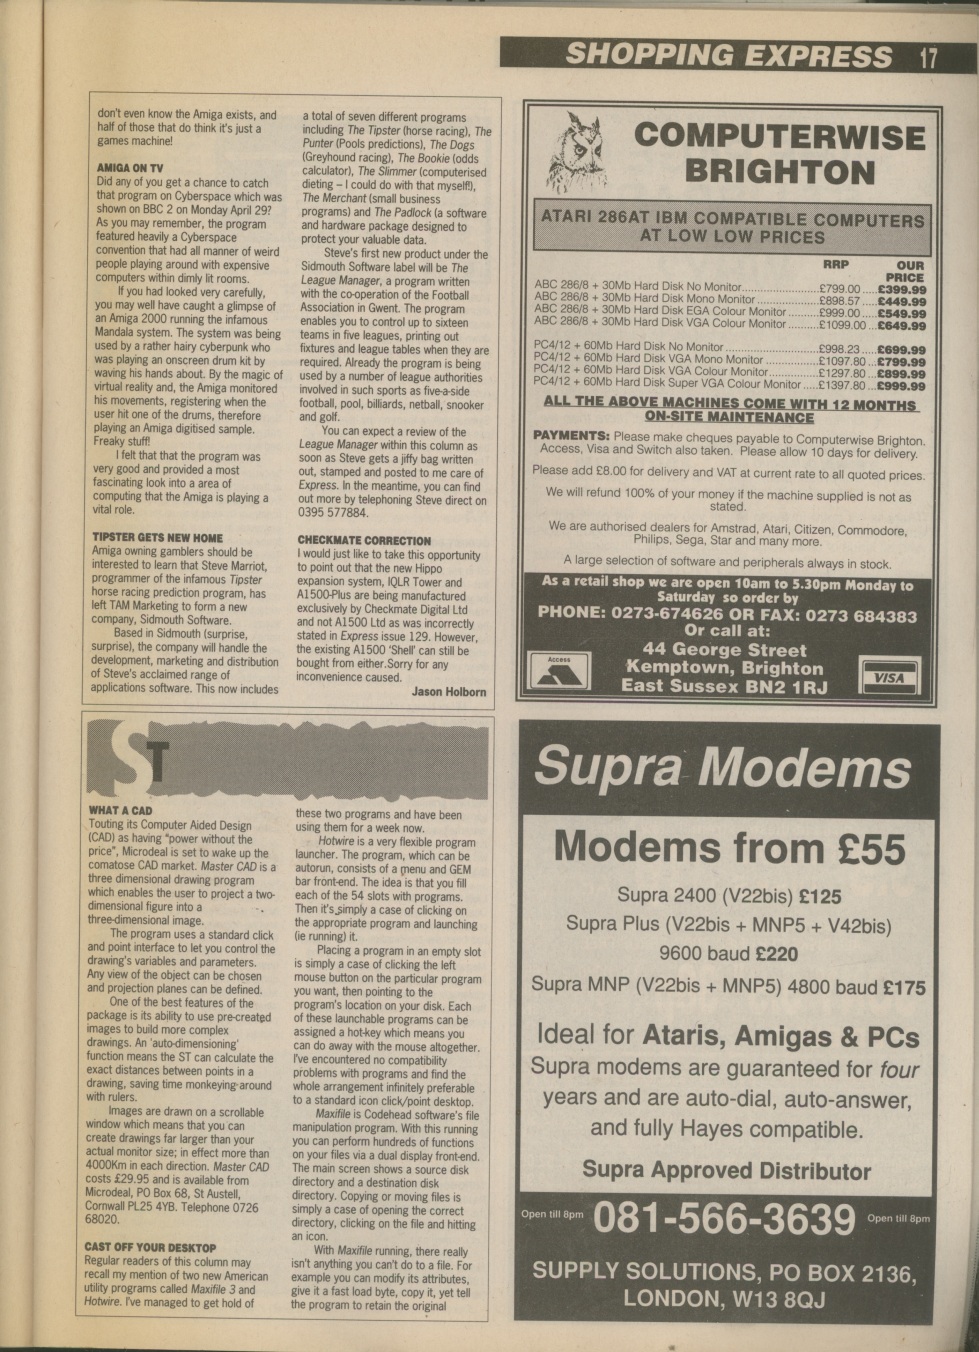 SHOPPING EXPRESS 17
don't even know the Amiga exists, and
half of those that do think it's just a
games machine!
AMIGA ON TV
Did any of you get a chance to catch
that program on Cyberspace which was
shown on BBC 2 on Monday April 29?
As you may remember, the program
featured heavily a Cyberspace
convention that had all manner of weird
people playing around with expensive
computers within dimly lit rooms.
If you had looked very carefully,
you may well have caught a glimpse of
an Amiga 2000 running the infamous
Mandala system. The system was being
used by a rather hairy cyberpunk who
was playing an onscreen drum kit by
waving his hands about. By the magic of
virtual reality and, the Amiga monitored
his movements, registering when the
user hit one of the drums, therefore
playing an Amiga digitised sample.
Freaky stuff!
I felt that that the program was
very good and provided a most
fascinating look into a area of
computing that the Amiga is playing a
vital role.
TIPSTER GETS NEW HOME
Amiga owning gamblers should be
interested to learn that Steve Marriot,
programmer of the infamous Tipster
horse racing prediction program, has
left TAM Marketing to form a new
company, Sidmouth Software.
Based in Sidmouth (surprise,
surprise), the company will handle the
development, marketing and distribution
of Steve's acclaimed range of
applications software. This now includes
a total of seven different programs
including The Tipster (horse racing), The
Punter (Pools predictions), The Dogs
(Greyhound racing), The Bookie (odds
calculator), The Slimmer (computerised
dieting – I could do with that myself!),
The Merchant (small business
programs) and The Padlock (a software
and hardware package designed to
protect your valuable data.
Steve's first new product under the
Sidmouth Software label will be The
League Manager, a program written
with the co-operation of the Football
Association in Gwent. The program
enables you to control up to sixteen
teams in five leagues, printing out
fixtures and league tables when they are
required. Already the program is being
used by a number of league authorities
involved in such sports as five-a-side
football, pool, billiards, netball, snooker
and golf.
You can expect a review of the
League Manager within this column as
soon as Steve gets a jiffy bag written
out, stamped and posted to me care of
Express. In the meantime, you can find
out more by telephoning Steve direct on
0395 577884.
CHECKMATE CORRECTION
I would just like to take this opportunity
to point out that the new Hippo
expansion system, IQLR Tower and
A1500-Plus are being manufactured
exclusively by Checkmate Digital Ltd
and not A1500 Ltd as was incorrectly
stated in Express issue 129. However,
the existing A1500 'Shell' can still be
bought from either.Sorry for any
inconvenience caused.
Jason Holborn
ST
WHAT A CAD
Touting its Computer Aided Design
(CAD) as having "power without the
price", Microdeal is set to wake up the
comatose CAD market. Master CAD is a
three dimensional drawing program
which enables the user to project a two-
dimensional figure into a
three-dimensional image.
The program uses a standard click
and point interface to let you control the
drawing's variables and parameters.
Any view of the object can be chosen
and projection planes can be defined.
One of the best features of the
package is its ability to use pre-created
images to build more complex
drawings. An 'auto-dimensioning'
function means the ST can calculate the
exact distances between points in a
drawing, saving time monkeying around
with rulers.
Images are drawn on a scrollable
window which means that you can
create drawings far larger than your
actual monitor size; in effect more than
4000Km in each direction. Master CAD
costs £29.95 and is available from
Microdeal, PO Box 68, St Austell,
Cornwall PL25 4YB. Telephone 0726
68020.
CAST OFF YOUR DESKTOP
Regular readers of this column may
recall my mention of two new American
utility programs called Maxifile 3 and
Hotwire. I've managed to get hold of
these two programs and have been
using them for a week now.
Hotwire is a very flexible program
launcher. The program, which can be
autorun, consists of a menu and GEM
bar front-end. The idea is that you fill
each of the 54 slots with programs.
Then it's simply a case of clicking on
the appropriate program and launching
(ie running) it.
Placing a program in an empty slot
is simply a case of clicking the left
mouse button on the particular program
you want, then pointing to the
program's location on your disk. Each
of these launchable programs can be
assigned a hot-key which means you
can do away with the mouse altogether.
I've encountered no compatibility
problems with programs and find the
whole arrangement infinitely preferable
to a standard icon click/point desktop.
Maxifile is Codehead software's file
manipulation program. With this running
you can perform hundreds of functions
on your files via a dual display front-end.
The main screen shows a source disk
directory and a destination disk
directory. Copying or moving files is
simply a case of opening the correct
directory, clicking on the file and hitting
an icon.
With Maxifile running, there really
isn't anything you can't do to a file. For
example you can modify its attributes,
give it a fast load byte, copy it, yet tell
the program to retain the original
COMPUTERWISE
BRIGHTON
ATARI 286AT IBM COMPATIBLE COMPUTERS
AT LOW LOW PRICES
RRP OUR
PRICE
ABC 286/8 + 30Mb Hard Disk No Monitor....................£799.00 ....£399.99
ABC 286/8 + 30Mb Hard Disk Mono Monitor ................£898.57 ....£449.99
ABC 286/8 + 30Mb Hard Disk EGA Colour Monitor ........£999.00 ....£549.99
ABC 286/8 + 30Mb Hard Disk VGA Colour Monitor ........£1099.00 ...£649.99
PC4/12 + 60Mb Hard Disk No Monitor........................£998.23 ....£699.99
PC4/12 + 60Mb Hard Disk VGA Mono Monitor..............£1097.80 ...£799.99
PC4/12 + 60Mb Hard Disk VGA Colour Monitor.............£1297.80 ...£899.99
PC4/12 + 60Mb Hard Disk Super VGA Colour Monitor ....£1397.80 ...£999.99
ALL THE ABOVE MACHINES COME WITH 12 MONTHS
ON-SITE MAINTENANCE
PAYMENTS: Please make cheques payable to Computerwise Brighton.
Access, Visa and Switch also taken. Please allow 10 days for delivery.
Please add £8.00 for delivery and VAT at current rate to all quoted prices.
We will refund 100% of your money if the machine supplied is not as
stated.
We are authorised dealers for Amstrad, Atari, Citizen, Commodore,
Philips, Sega, Star and many more.
A large selection of software and peripherals always in stock.
As a retail shop we are open 10am to 5.30pm Monday to
Saturday so order by
PHONE: 0273-674626 OR FAX: 0273 684383
Or call at:
44 George Street
Kemptown, Brighton
East Sussex BN2 1RJ
Access
VISA
Supra Modems
Modems from £55
Supra 2400 (V22bis) £125
Supra Plus (V22bis + MNP5 + V42bis)
9600 baud £220
Supra MNP (V22bis + MNP5) 4800 baud £175
Ideal for Ataris, Amigas & PCs
Supra modems are guaranteed for four
years and are auto-dial, auto-answer,
and fully Hayes compatible.
Supra Approved Distributor
Open till 8pm 081-566-3639 Open till 8pm
SUPPLY SOLUTIONS, PO BOX 2136,
LONDON, W13 8QJ